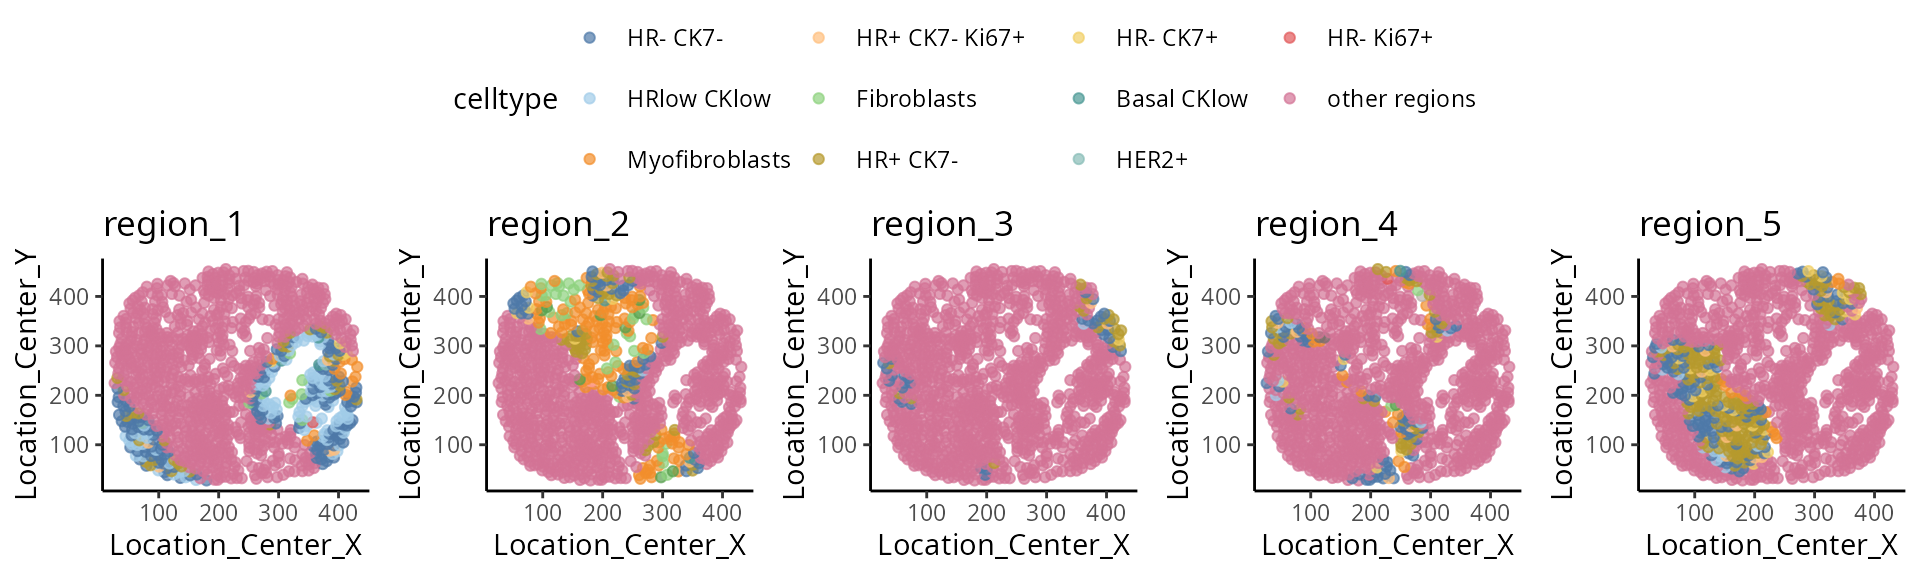 HR- CK7- HR+ CK7- Ki67+ HR- CK7+ HR- Ki67+
celltype HRlow CKlow Fibroblasts Basal CKlow other regions
Myofibroblasts HR+ CK7- HER2+
region_1 region_2 region_3 region_4 region_5
Location_Center_Y Location_Center_Y Location_Center_Y Location_Center_Y Location_Center_Y
400 400 400 400 400
300 300 300 300 300
200 200 200 200 200
100 100 100 100 100
100 200 300 400 100 200 300 400 100 200 300 400 100 200 300 400 100 200 300 400
Location_Center_X Location_Center_X Location_Center_X Location_Center_X Location_Center_X